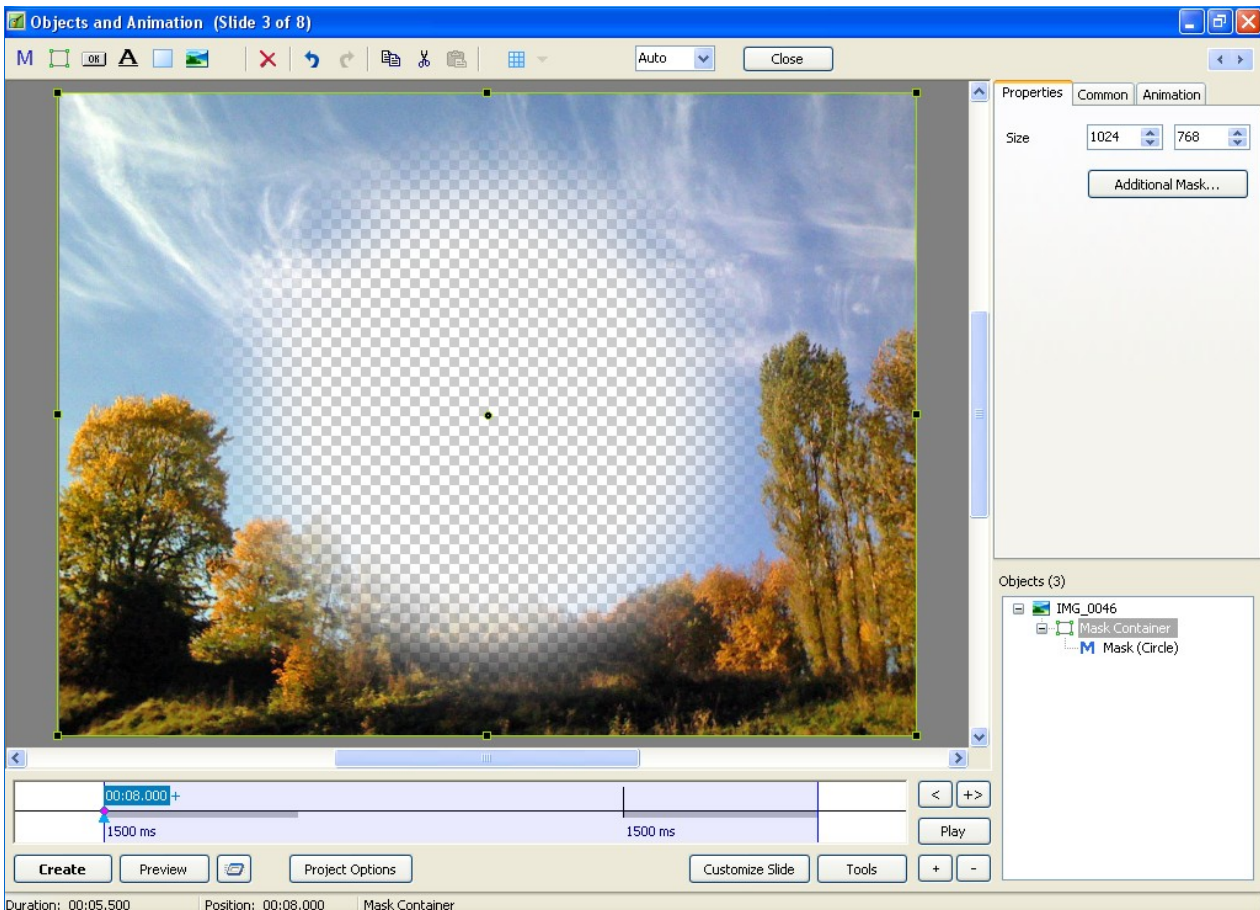 Objects and Animation (Slide 3 of 8)
M OK A Auto Close
Properties Common Animation
Size 1024 768
Additional Mask...
Objects (3)
IMG_0046
Mask Container
M Mask (Circle)
00:08.000 +
1500 ms 1500 ms
< +>
Play
Create Preview Project Options Customize Slide Tools + -
Duration: 00:05.500 Position: 00:08.000 Mask Container